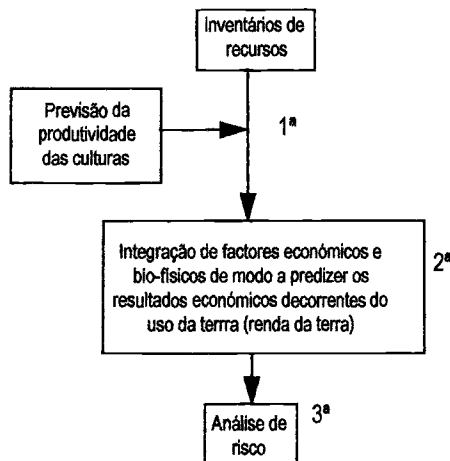 Inventários de
recursos
Previsão da
produtividade
das culturas
1ª
Integração de factores económicos e
bio-físicos de modo a predizer os
resultados económicos decorrentes do
uso da terrra (renda da terra)
2ª
Análise de
risco
3ª